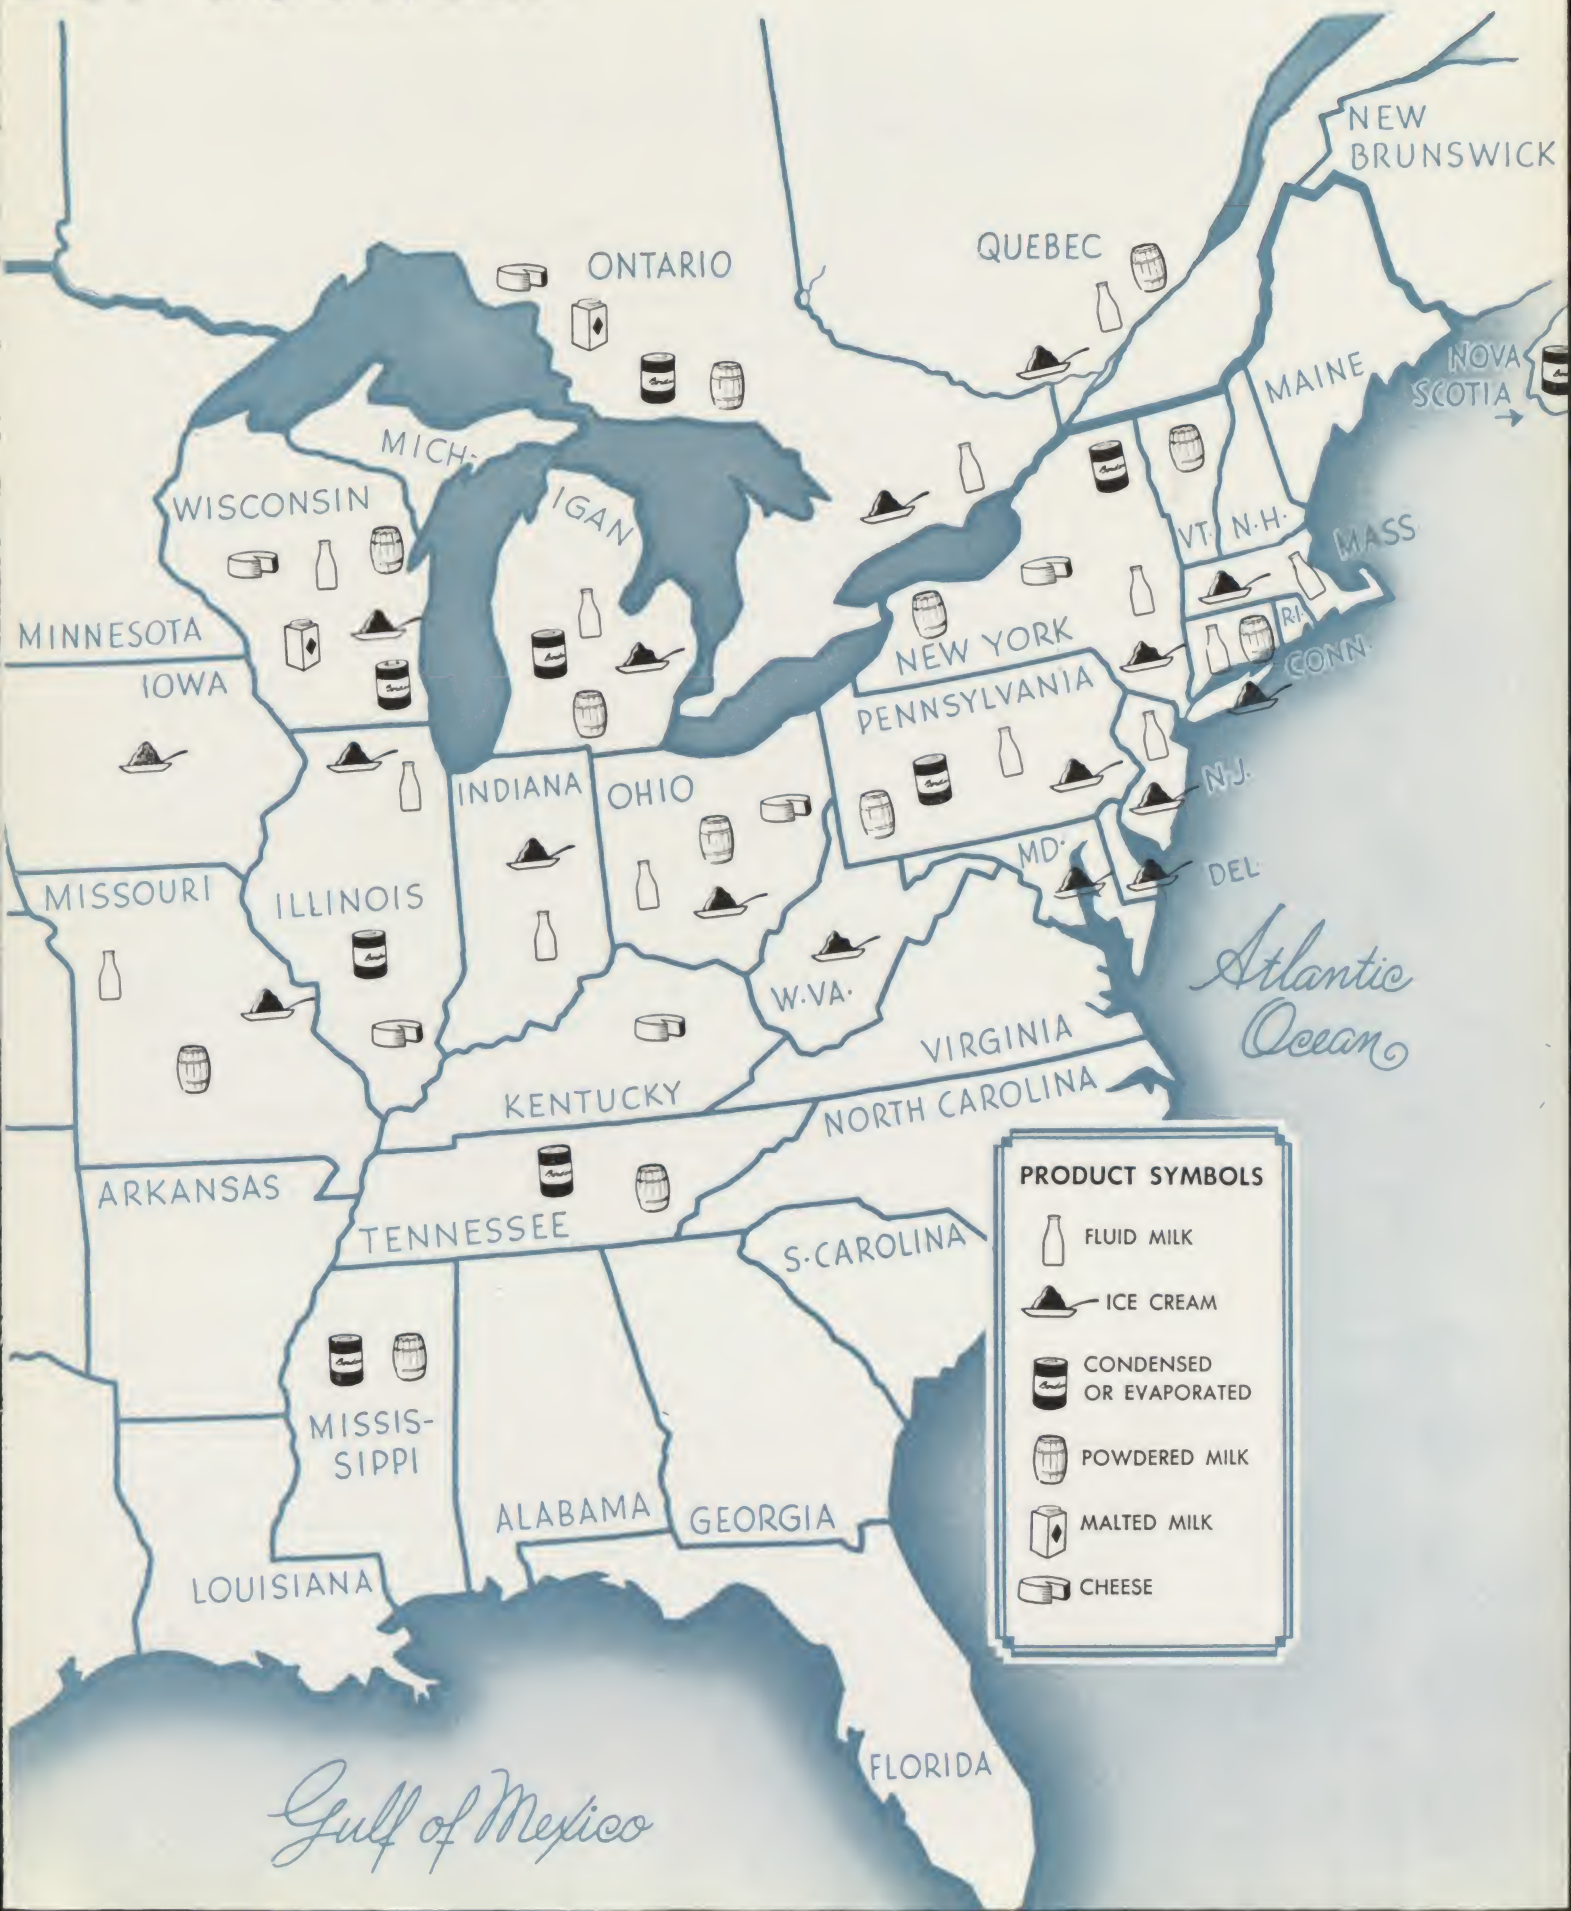 NEW
BRUNSWICK
QUEBEC
ONTARIO
NOVA
SCOTIA
MAINE
MICH-
IGAN
WISCONSIN
VT.
N.H.
MASS
R.I.
CONN.
MINNESOTA
IOWA
NEW YORK
PENNSYLVANIA
N.J.
INDIANA
OHIO
MD.
DEL.
MISSOURI
ILLINOIS
W.VA.
Atlantic
Ocean
VIRGINIA
KENTUCKY
NORTH CAROLINA
ARKANSAS
TENNESSEE
S. CAROLINA
MISSIS-
SIPPI
ALABAMA
GEORGIA
LOUISIANA
FLORIDA
Gulf of Mexico
PRODUCT SYMBOLS
FLUID MILK
ICE CREAM
Borden
CONDENSED
OR EVAPORATED
POWDERED MILK
MALTED MILK
CHEESE